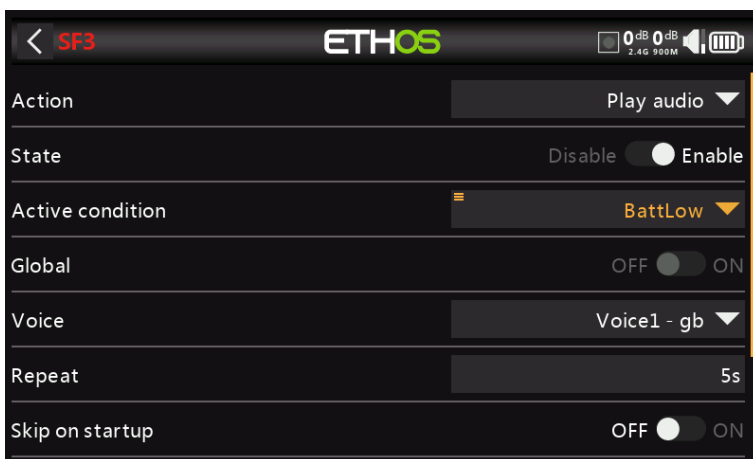 SF3 ETHOS 0dB 0dB
2.4G 900M
Action Play audio
State Disable Enable
Active condition BattLow
Global OFF ON
Voice Voice1 - gb
Repeat 5s
Skip on startup OFF ON